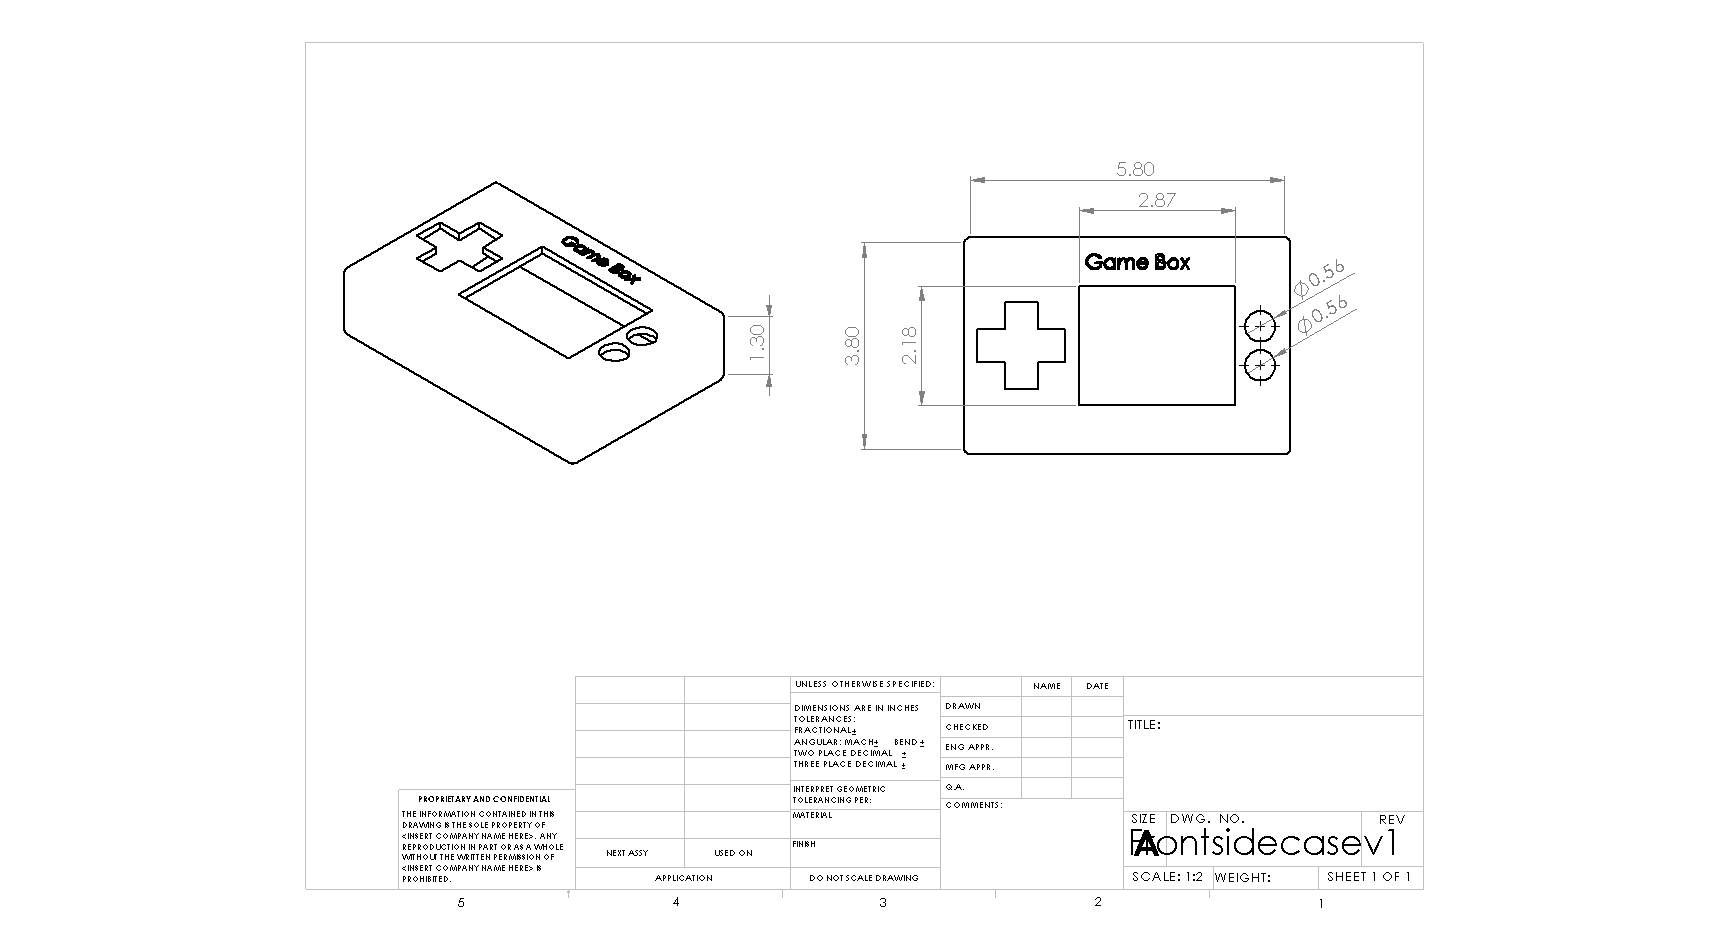 5.80
2.87
Game Box
Game Box
Ø0.56
Ø0.56
1.30
3.80
2.18
UNLESS OTHERWISE SPECIFIED:
DIMENSIONS ARE IN INCHES
TOLERANCES:
FRACTIONAL±
ANGULAR: MACH± BEND ±
TWO PLACE DECIMAL ±
THREE PLACE DECIMAL ±
INTERPRET GEOMETRIC
TOLERANCING PER:
MATERIAL
FINISH
DO NOT SCALE DRAWING
NAME DATE
DRAWN
CHECKED
ENG APPR.
MFG APPR.
Q.A.
COMMENTS:
TITLE:
SIZE DWG. NO. REV
A
Frontsidecasev1
SCALE: 1:2 WEIGHT: SHEET 1 OF 1
PROPRIETARY AND CONFIDENTIAL
THE INFORMATION CONTAINED IN THIS
DRAWING IS THE SOLE PROPERTY OF
<INSERT COMPANY NAME HERE>. ANY
REPRODUCTION IN PART OR AS A WHOLE
WITHOUT THE WRITTEN PERMISSION OF
<INSERT COMPANY NAME HERE> IS
PROHIBITED.
NEXT ASSY USED ON
APPLICATION
5 4 3 2 1